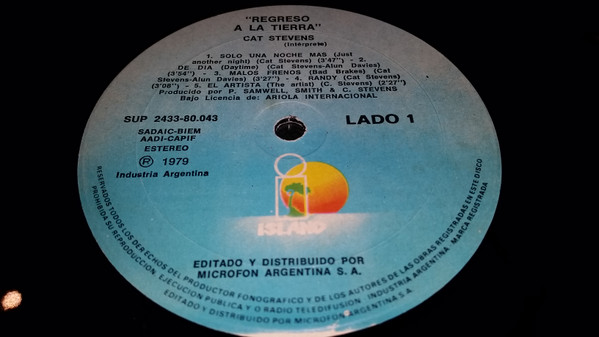 "REGRESO
A LA TIERRA"
CAT STEVENS
(Intérprete)
1. SOLO UNA NOCHE MAS (Just
another night) (Cat Stevens) (3'47") - 2.
DE DIA (Daytime) (Cat Stevens-Alun Davies)
(3'54") - 3. MALOS FRENOS (Bad Brakes) (Cat
Stevens-Alun Davies) (3'27") - 4. RANDY (Cat Stevens)
(3'08") - 5. EL ARTISTA (The artist) (C. Stevens) (2'27")
Producido por P. SAMWELL, SMITH & C. STEVENS
Bajo Licencia de: ARIOLA INTERNACIONAL
SUP 2433-80.043
LADO 1
SADAIC-BIEM
AADI-CAPIF
ESTEREO
℗ 1979
Industria Argentina
ISLAND
EDITADO Y DISTRIBUIDO POR
MICROFON ARGENTINA S. A.
RESERVADOS TODOS LOS DERECHOS DEL PRODUCTOR FONOGRAFICO Y DE LOS AUTORES DE LAS OBRAS REGISTRADAS EN ESTE DISCO
PROHIBIDA SU REPRODUCCION, EJECUCION PUBLICA Y O RADIO TELEDIFUSION. INDUSTRIA ARGENTINA - MARCA REGISTRADA
EDITADO Y DISTRIBUIDO POR MICROFON ARGENTINA S.A.